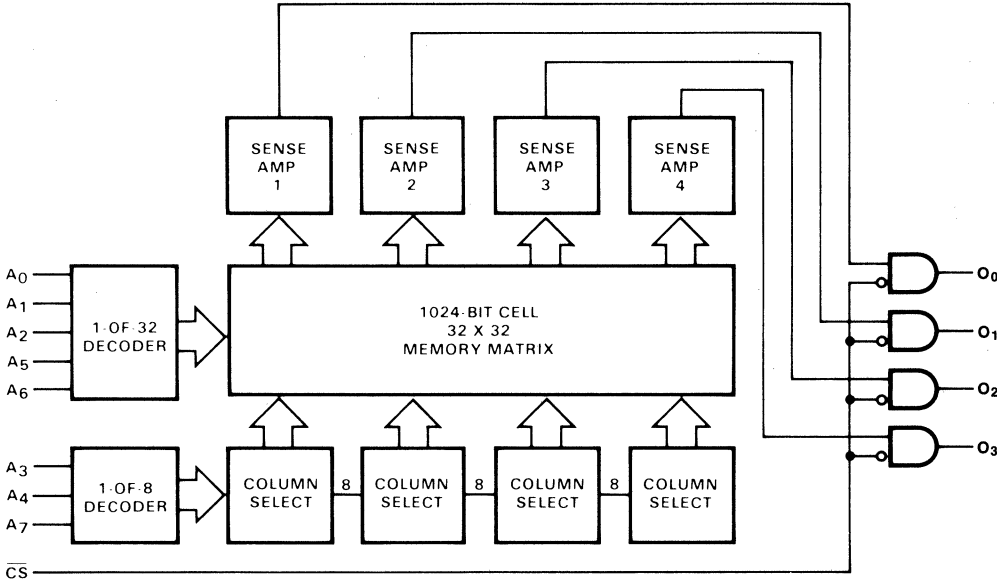 SENSE
AMP
1
SENSE
AMP
2
SENSE
AMP
3
SENSE
AMP
4
A0
A1
A2
A5
A6
1-OF-32
DECODER
1024-BIT CELL
32 X 32
MEMORY MATRIX
O0
O1
O2
O3
A3
A4
A7
1-OF-8
DECODER
COLUMN
SELECT
8
COLUMN
SELECT
8
COLUMN
SELECT
8
COLUMN
SELECT
C̅S̅